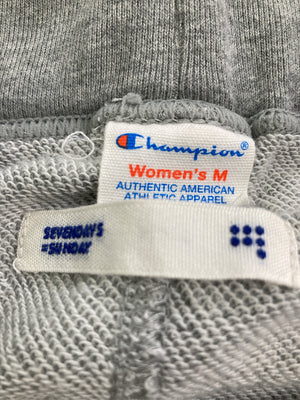 Champion
Women's M
AUTHENTIC AMERICAN
ATHLETIC APPAREL
SEVENDAYS
=SUNDAY